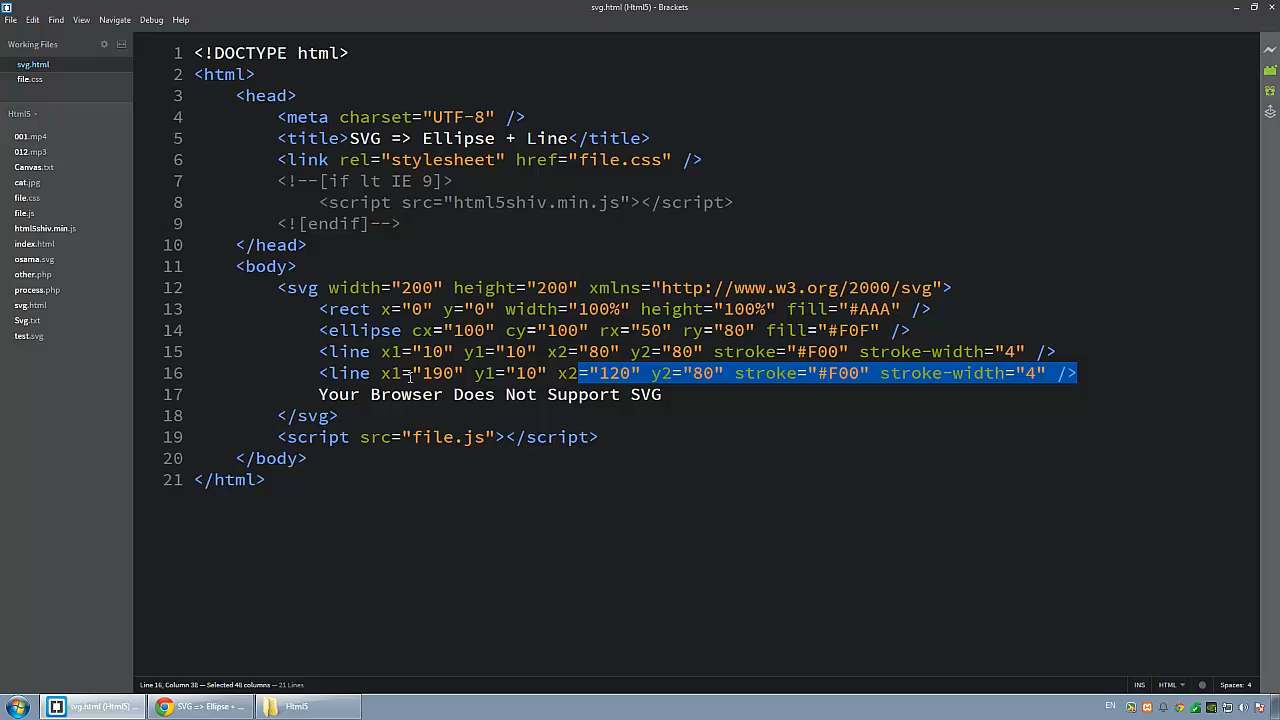 svg.html (Html5) - Brackets
File Edit Find View Navigate Debug Help
Working Files
svg.html
file.css
Html5
001.mp4
012.mp3
Canvas.txt
cat.jpg
file.css
file.js
html5shiv.min.js
index.html
osama.svg
other.php
process.php
svg.html
Svg.txt
test.svg
1 <!DOCTYPE html>
2 <html>
3 <head>
4 <meta charset="UTF-8" />
5 <title>SVG => Ellipse + Line</title>
6 <link rel="stylesheet" href="file.css" />
7 <!--[if lt IE 9]>
8 <script src="html5shiv.min.js"></script>
9 <![endif]-->
10 </head>
11 <body>
12 <svg width="200" height="200" xmlns="http://www.w3.org/2000/svg">
13 <rect x="0" y="0" width="100%" height="100%" fill="#AAA" />
14 <ellipse cx="100" cy="100" rx="50" ry="80" fill="#F0F" />
15 <line x1="10" y1="10" x2="80" y2="80" stroke="#F00" stroke-width="4" />
16 <line x1="190" y1="10" x2="120" y2="80" stroke="#F00" stroke-width="4" />
17 Your Browser Does Not Support SVG
18 </svg>
19 <script src="file.js"></script>
20 </body>
21 </html>
Line 16, Column 38 - Selected 48 columns - 21 Lines
INS HTML Spaces: 4
svg.html (Html5) ...
SVG => Ellipse + ...
Html5
EN